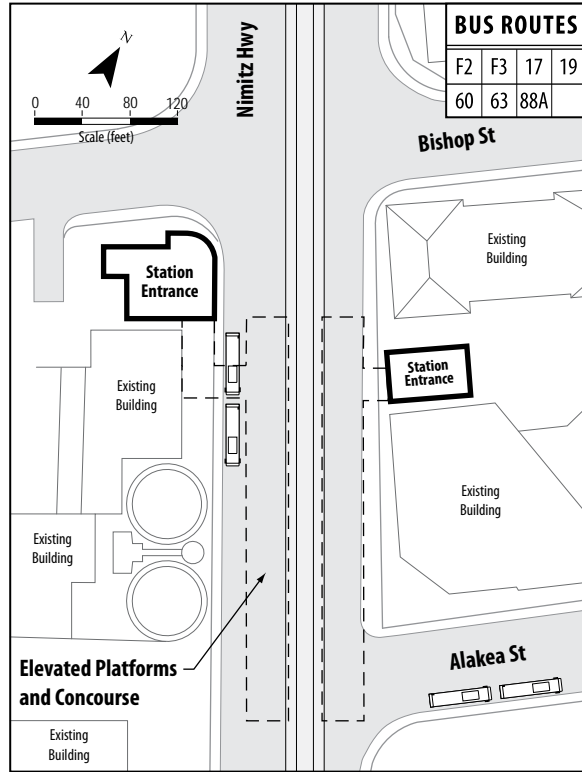 BUS ROUTES
F2 F3 17 19
60 63 88A
N
0 40 80 120
Scale (feet)
Nimitz Hwy
Bishop St
Station
Entrance
Existing
Building
Station
Entrance
Existing
Building
Existing
Building
Existing
Building
Elevated Platforms
and Concourse
Alakea St
Existing
Building